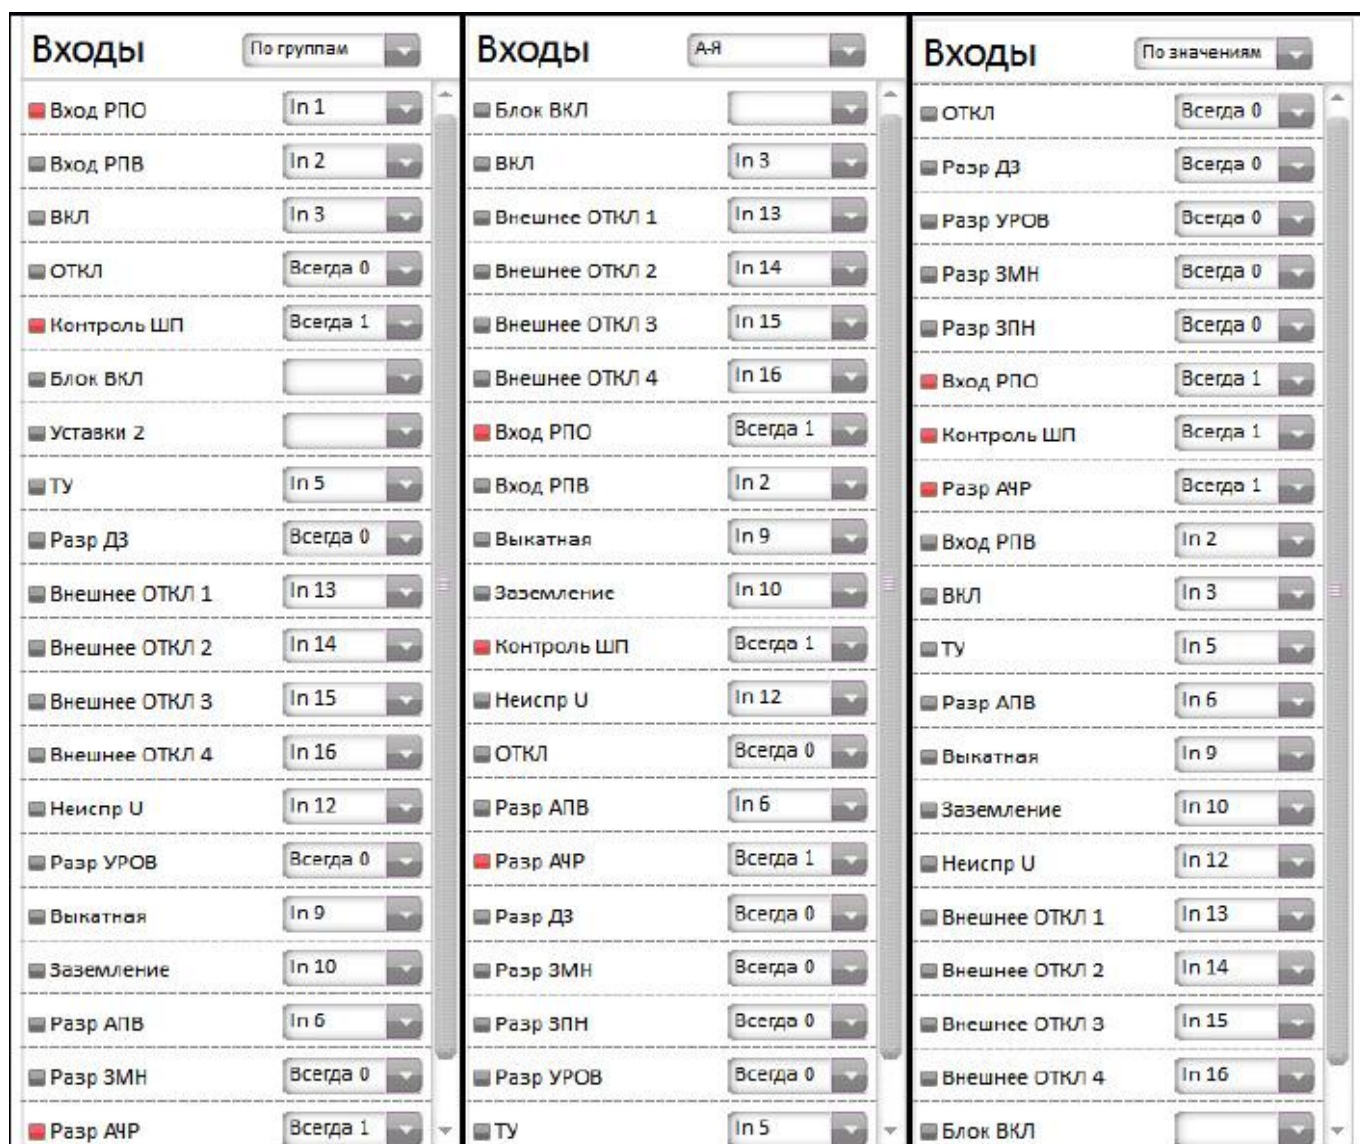 Входы По группам
Вход РПО In 1
Вход РПВ In 2
ВКЛ In 3
ОТКЛ Всегда 0
Контроль ШП Всегда 1
Блок ВКЛ
Уставки 2
ТУ In 5
Разр ДЗ Всегда 0
Внешнее ОТКЛ 1 In 13
Внешнее ОТКЛ 2 In 14
Внешнее ОТКЛ 3 In 15
Внешнее ОТКЛ 4 In 16
Неиспр U In 12
Разр УРОВ Всегда 0
Выкатная In 9
Заземление In 10
Разр АПВ In 6
Разр ЗМН Всегда 0
Разр АЧР Всегда 1
Входы А-Я
Блок ВКЛ
ВКЛ In 3
Внешнее ОТКЛ 1 In 13
Внешнее ОТКЛ 2 In 14
Внешнее ОТКЛ 3 In 15
Внешнее ОТКЛ 4 In 16
Вход РПО Всегда 1
Вход РПВ In 2
Выкатная In 9
Заземление In 10
Контроль ШП Всегда 1
Неиспр U In 12
ОТКЛ Всегда 0
Разр АПВ In 6
Разр АЧР Всегда 1
Разр ДЗ Всегда 0
Разр ЗМН Всегда 0
Разр ЗПН Всегда 0
Разр УРОВ Всегда 0
ТУ In 5
Входы По значениям
ОТКЛ Всегда 0
Разр ДЗ Всегда 0
Разр УРОВ Всегда 0
Разр ЗМН Всегда 0
Разр ЗПН Всегда 0
Вход РПО Всегда 1
Контроль ШП Всегда 1
Разр АЧР Всегда 1
Вход РПВ In 2
ВКЛ In 3
ТУ In 5
Разр АПВ In 6
Выкатная In 9
Заземление In 10
Неиспр U In 12
Внешнее ОТКЛ 1 In 13
Внешнее ОТКЛ 2 In 14
Внешнее ОТКЛ 3 In 15
Внешнее ОТКЛ 4 In 16
Блок ВКЛ